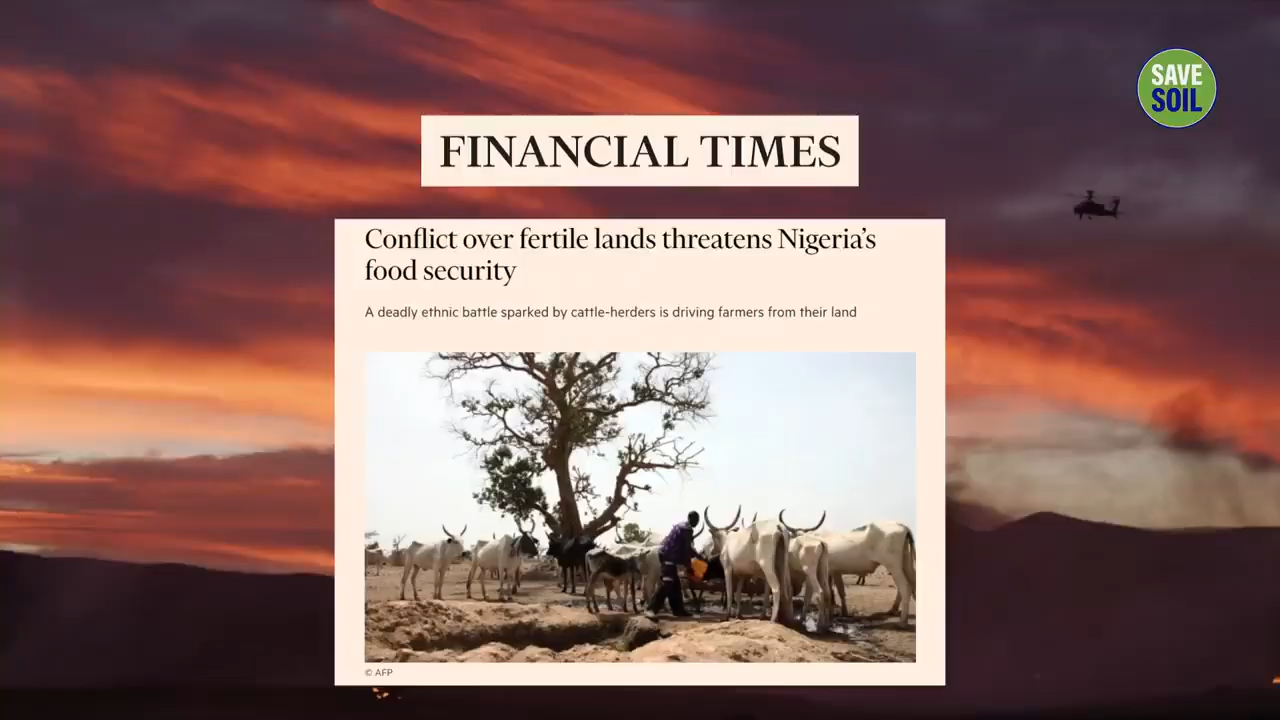 SAVE
SOIL
FINANCIAL TIMES
Conflict over fertile lands threatens Nigeria's
food security
A deadly ethnic battle sparked by cattle-herders is driving farmers from their land
© AFP